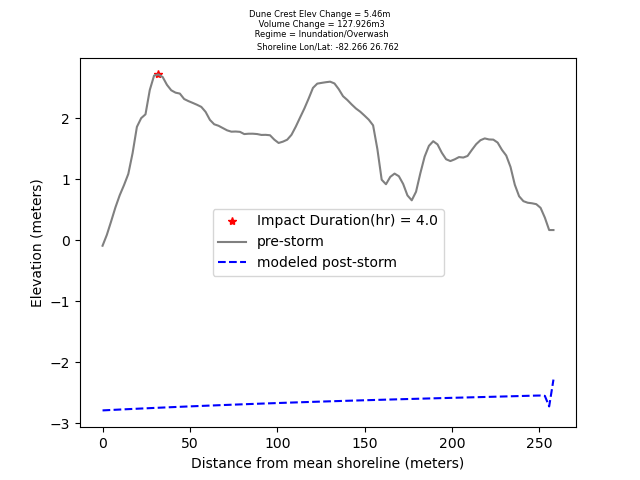 Dune Crest Elev Change = 5.46m
Volume Change = 127.926m3
Regime = Inundation/Overwash
Shoreline Lon/Lat: -82.266 26.762
Elevation (meters)
2
1
0
−1
−2
−3
Impact Duration(hr) = 4.0
pre-storm
modeled post-storm
0 50 100 150 200 250
Distance from mean shoreline (meters)